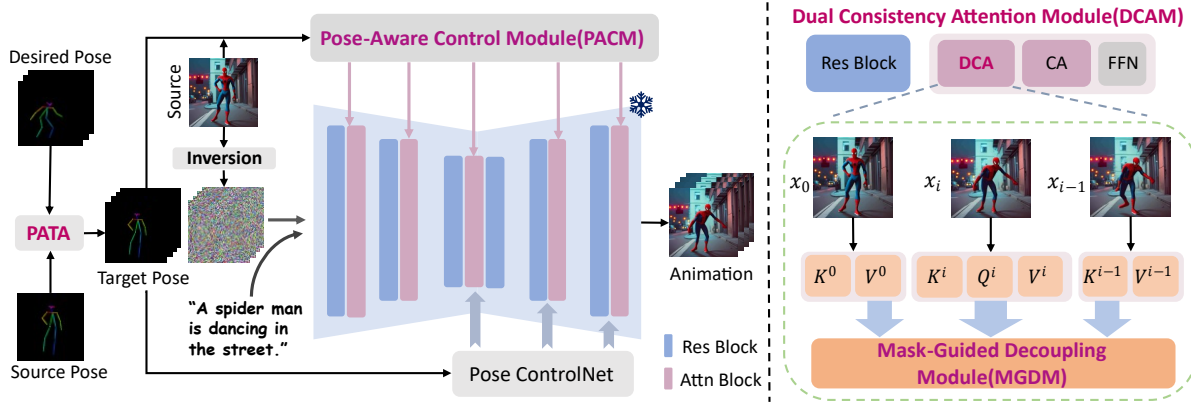 Desired Pose
PATA
Source Pose
Target Pose
Source
Inversion
"A spider man
is dancing in
the street."
Pose-Aware Control Module(PACM)
Pose ControlNet
Animation
Res Block
Attn Block
Dual Consistency Attention Module(DCAM)
Res Block
DCA
CA
FFN
x₀
xᵢ
xᵢ₋₁
K⁰
V⁰
Kⁱ
Qⁱ
Vⁱ
Kⁱ⁻¹
Vⁱ⁻¹
Mask-Guided Decoupling
Module(MGDM)